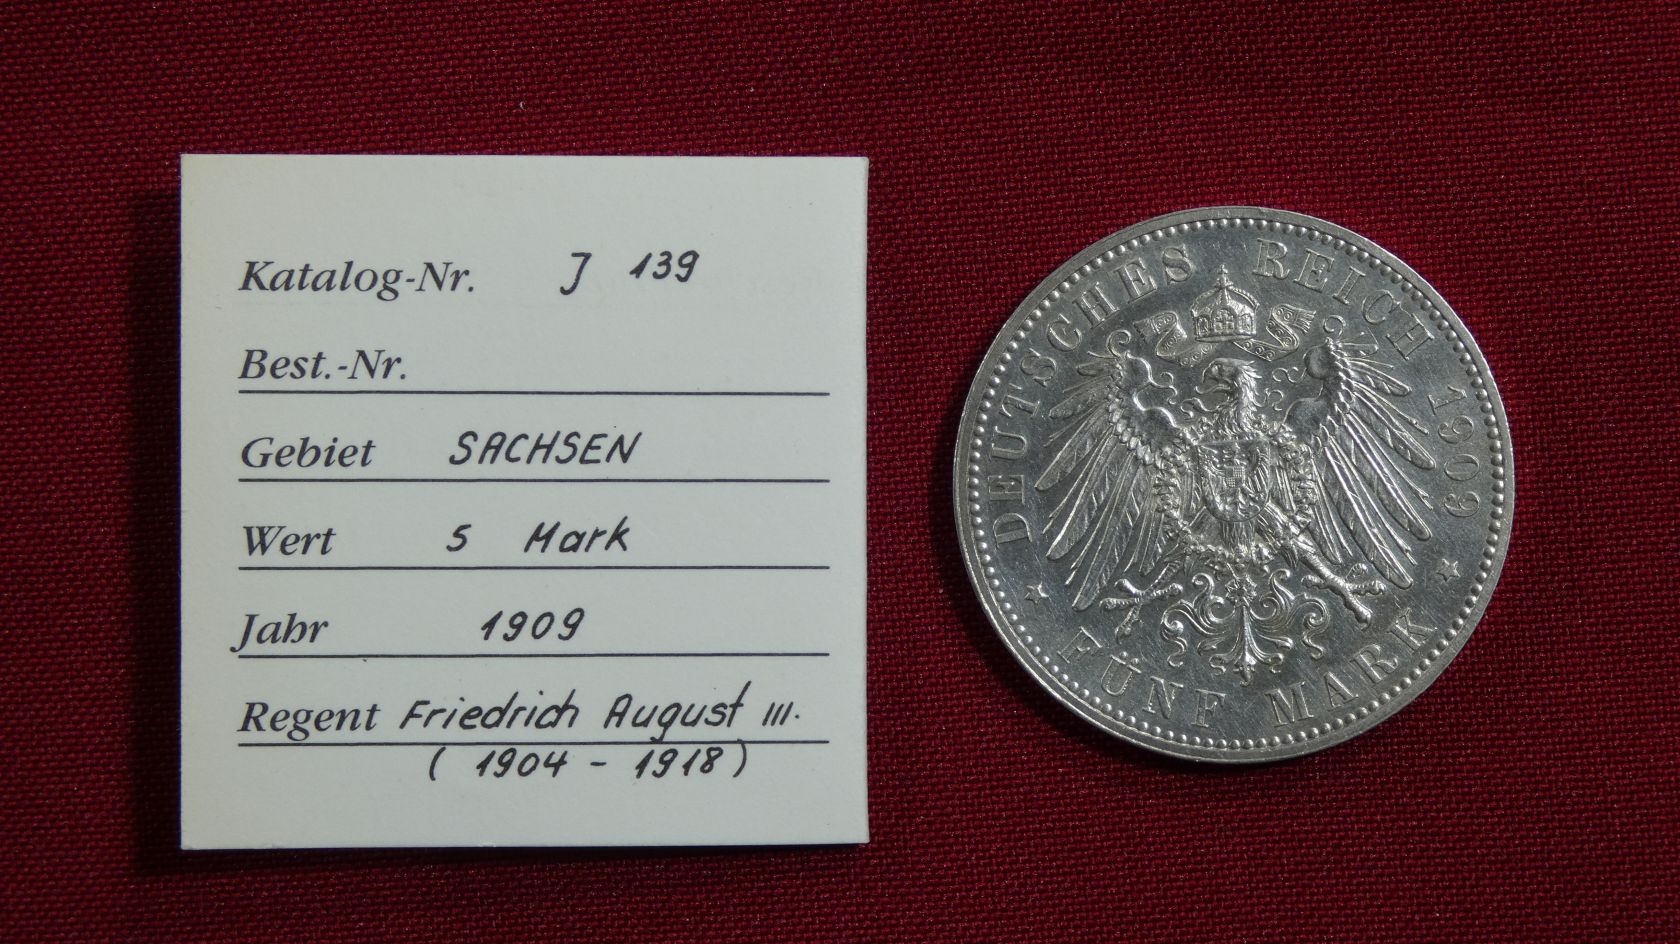 Katalog-Nr. J 139
Best.-Nr.
Gebiet SACHSEN
Wert 5 Mark
Jahr 1909
Regent Friedrich August III.
( 1904 - 1918 )
DEUTSCHES REICH 1909
FÜNF MARK